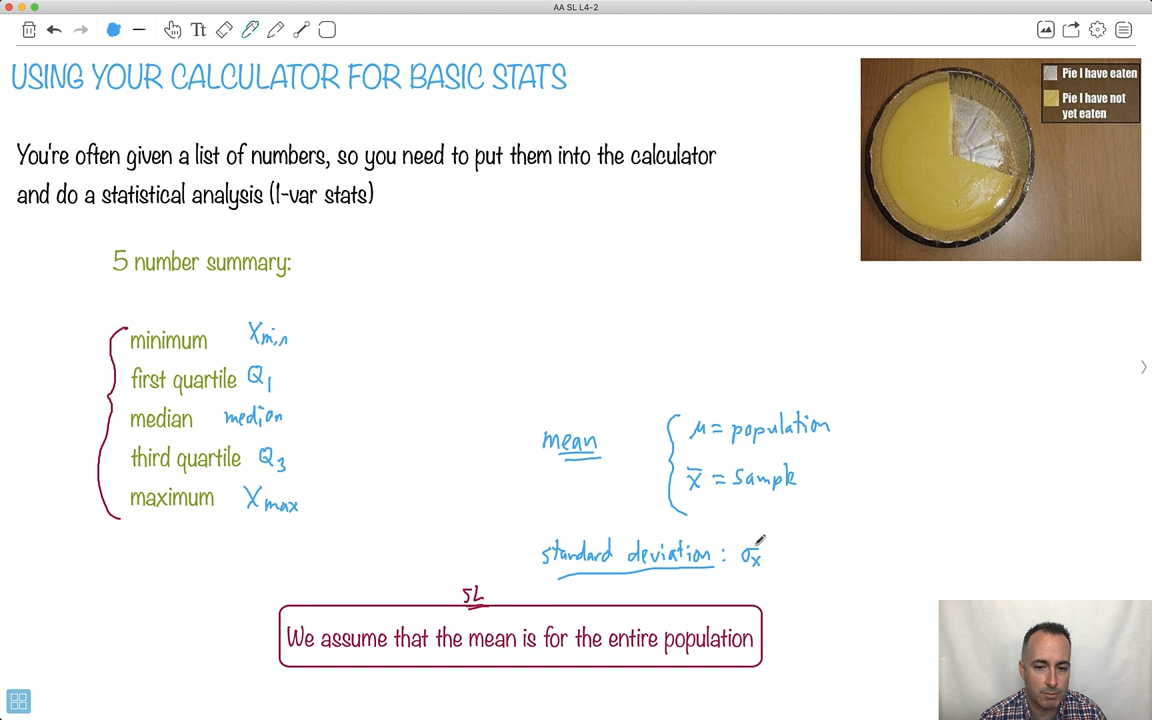 AA SL L4-2
Tt
USING YOUR CALCULATOR FOR BASIC STATS
Pie I have eaten
Pie I have not
yet eaten
You're often given a list of numbers, so you need to put them into the calculator
and do a statistical analysis (1-var stats)
5 number summary:
minimum Xmin
first quartile Q1
median median
third quartile Q3
maximum Xmax
mean
μ = population
x̄ = sample
standard deviation : σx
SL
We assume that the mean is for the entire population